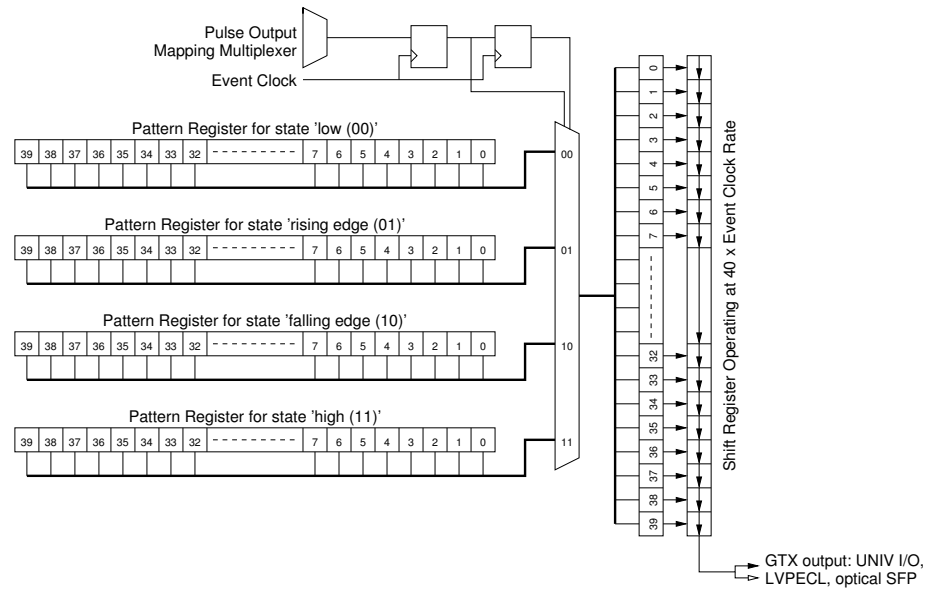 Pulse Output
Mapping Multiplexer
Event Clock
Pattern Register for state 'low (00)'
39 38 37 36 35 34 33 32 7 6 5 4 3 2 1 0
00
Pattern Register for state 'rising edge (01)'
39 38 37 36 35 34 33 32 7 6 5 4 3 2 1 0
01
Pattern Register for state 'falling edge (10)'
39 38 37 36 35 34 33 32 7 6 5 4 3 2 1 0
10
Pattern Register for state 'high (11)'
39 38 37 36 35 34 33 32 7 6 5 4 3 2 1 0
11
0
1
2
3
4
5
6
7
32
33
34
35
36
37
38
39
Shift Register Operating at 40 x Event Clock Rate
GTX output: UNIV I/O,
LVPECL, optical SFP